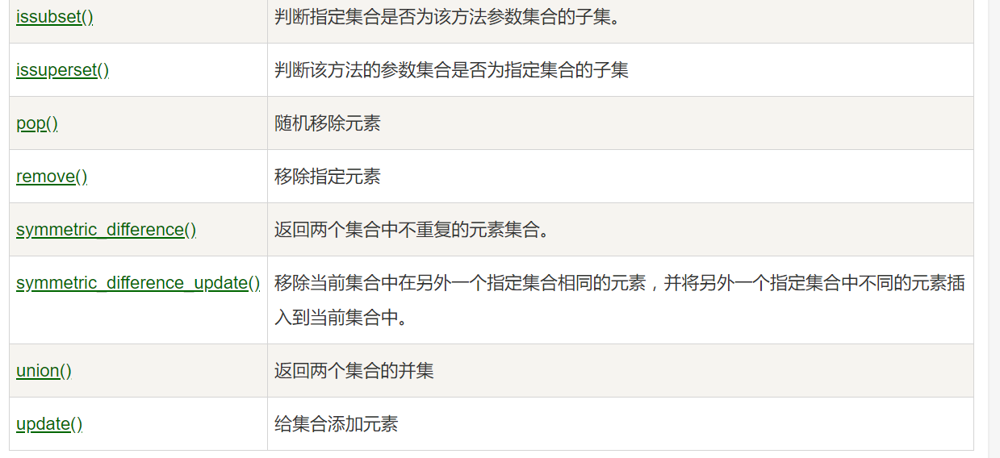 issubset() 判断指定集合是否为该方法参数集合的子集。
issuperset() 判断该方法的参数集合是否为指定集合的子集
pop() 随机移除元素
remove() 移除指定元素
symmetric_difference() 返回两个集合中不重复的元素集合。
symmetric_difference_update() 移除当前集合中在另外一个指定集合相同的元素，并将另外一个指定集合中不同的元素插
入到当前集合中。
union() 返回两个集合的并集
update() 给集合添加元素